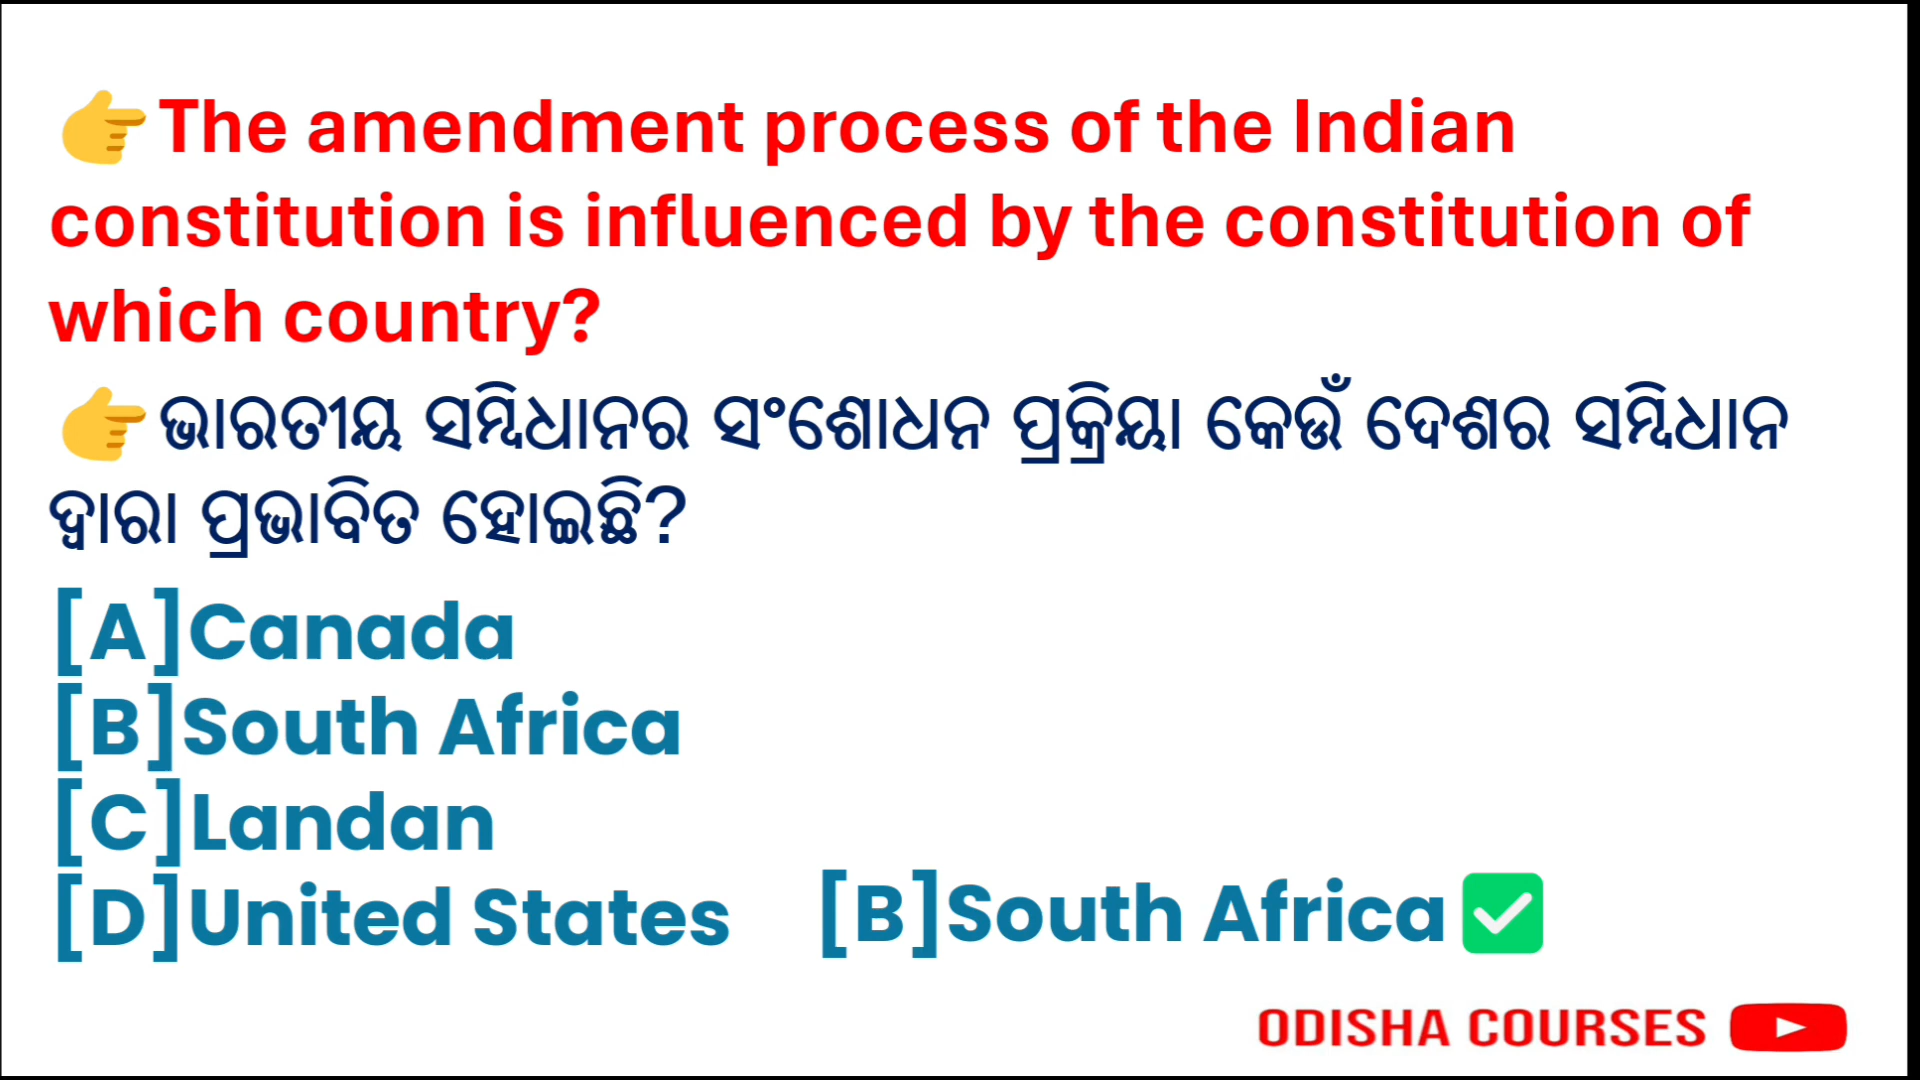 👉The amendment process of the Indian
constitution is influenced by the constitution of
which country?
👉ଭାରତୀୟ ସମ୍ବିଧାନର ସଂଶୋଧନ ପ୍ରକ୍ରିୟା କେଉଁ ଦେଶର ସମ୍ବିଧାନ
ଦ୍ୱାରା ପ୍ରଭାବିତ ହୋଇଛି?
[A]Canada
[B]South Africa
[C]Landan
[D]United States
[B]South Africa✅
ODISHA COURSES